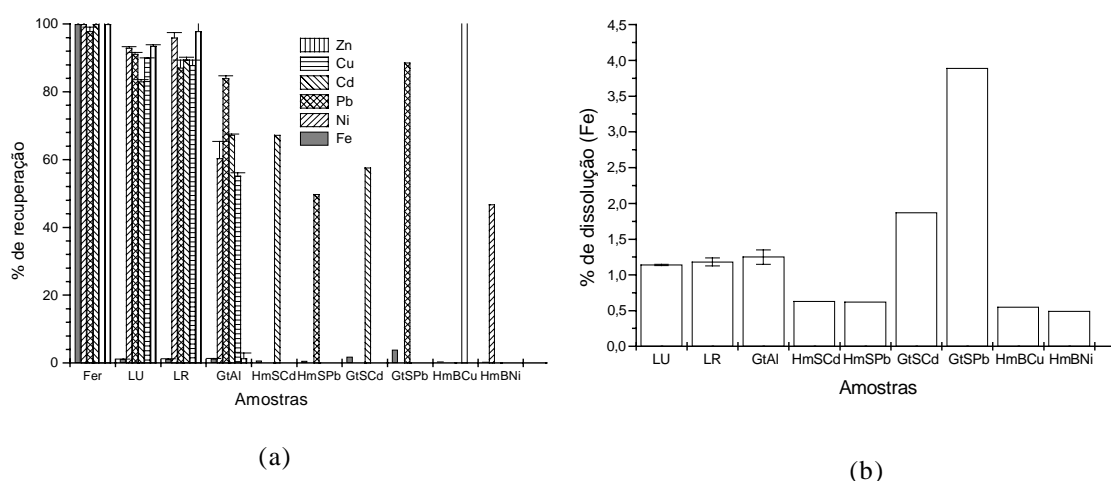 100
80
60
40
20
0
% de recuperação
Zn
Cu
Cd
Pb
Ni
Fe
Fer LU LR GtAl HmSCd HmSPb GtSCd GtSPb HmBCu HmBNi
Amostras
(a)
4,5
4,0
3,5
3,0
2,5
2,0
1,5
1,0
0,5
0,0
% de dissolução (Fe)
LU LR GtAl HmSCd HmSPb GtSCd GtSPb HmBCu HmBNi
Amostras
(b)